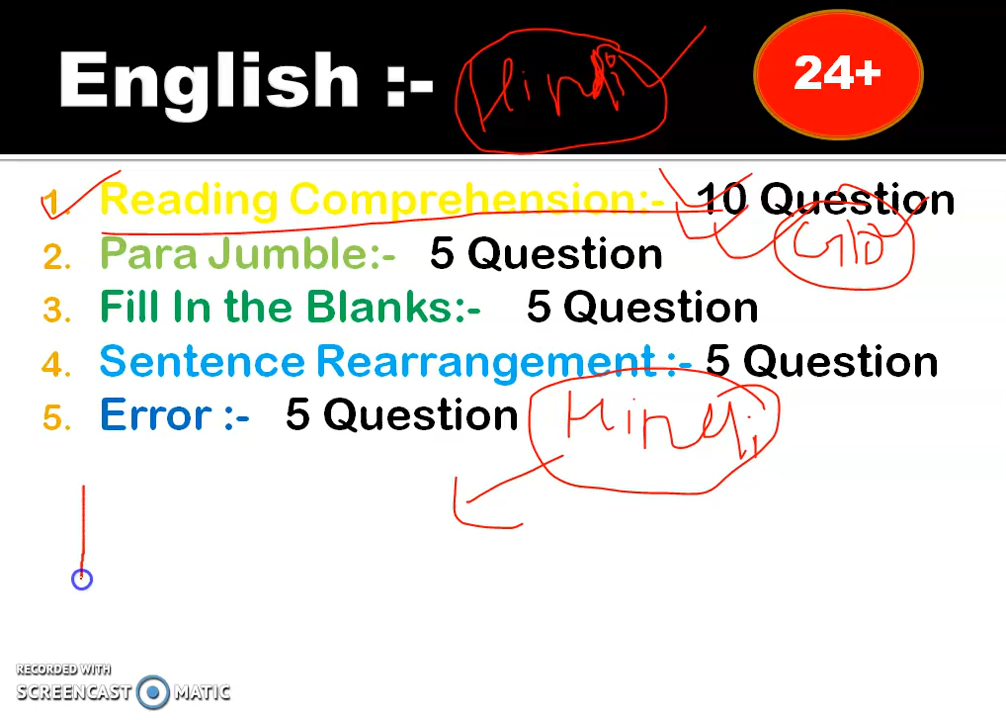 English :- Hindi 24+
1. Reading Comprehension:- 10 Question
2. Para Jumble:- 5 Question
3. Fill In the Blanks:- 5 Question
4. Sentence Rearrangement :- 5 Question
5. Error :- 5 Question Hindi
RECORDED WITH
SCREENCAST MATIC